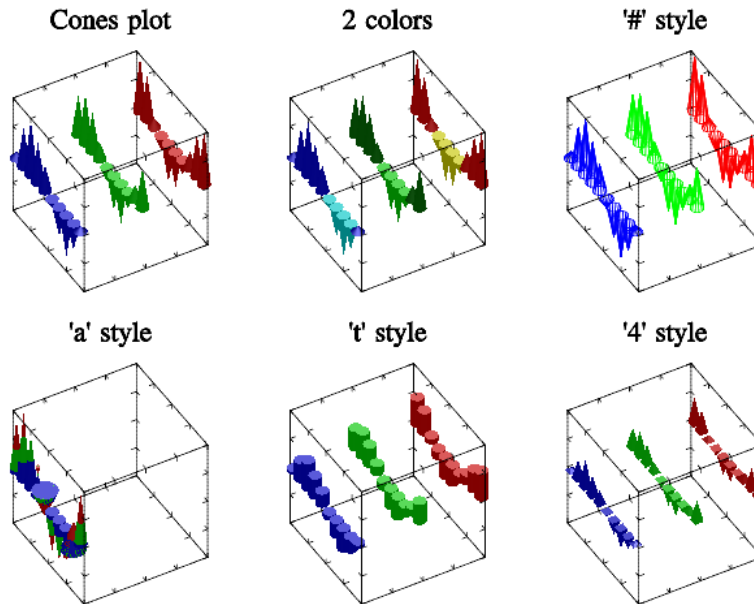 Cones plot
2 colors
'#' style
'a' style
't' style
'4' style